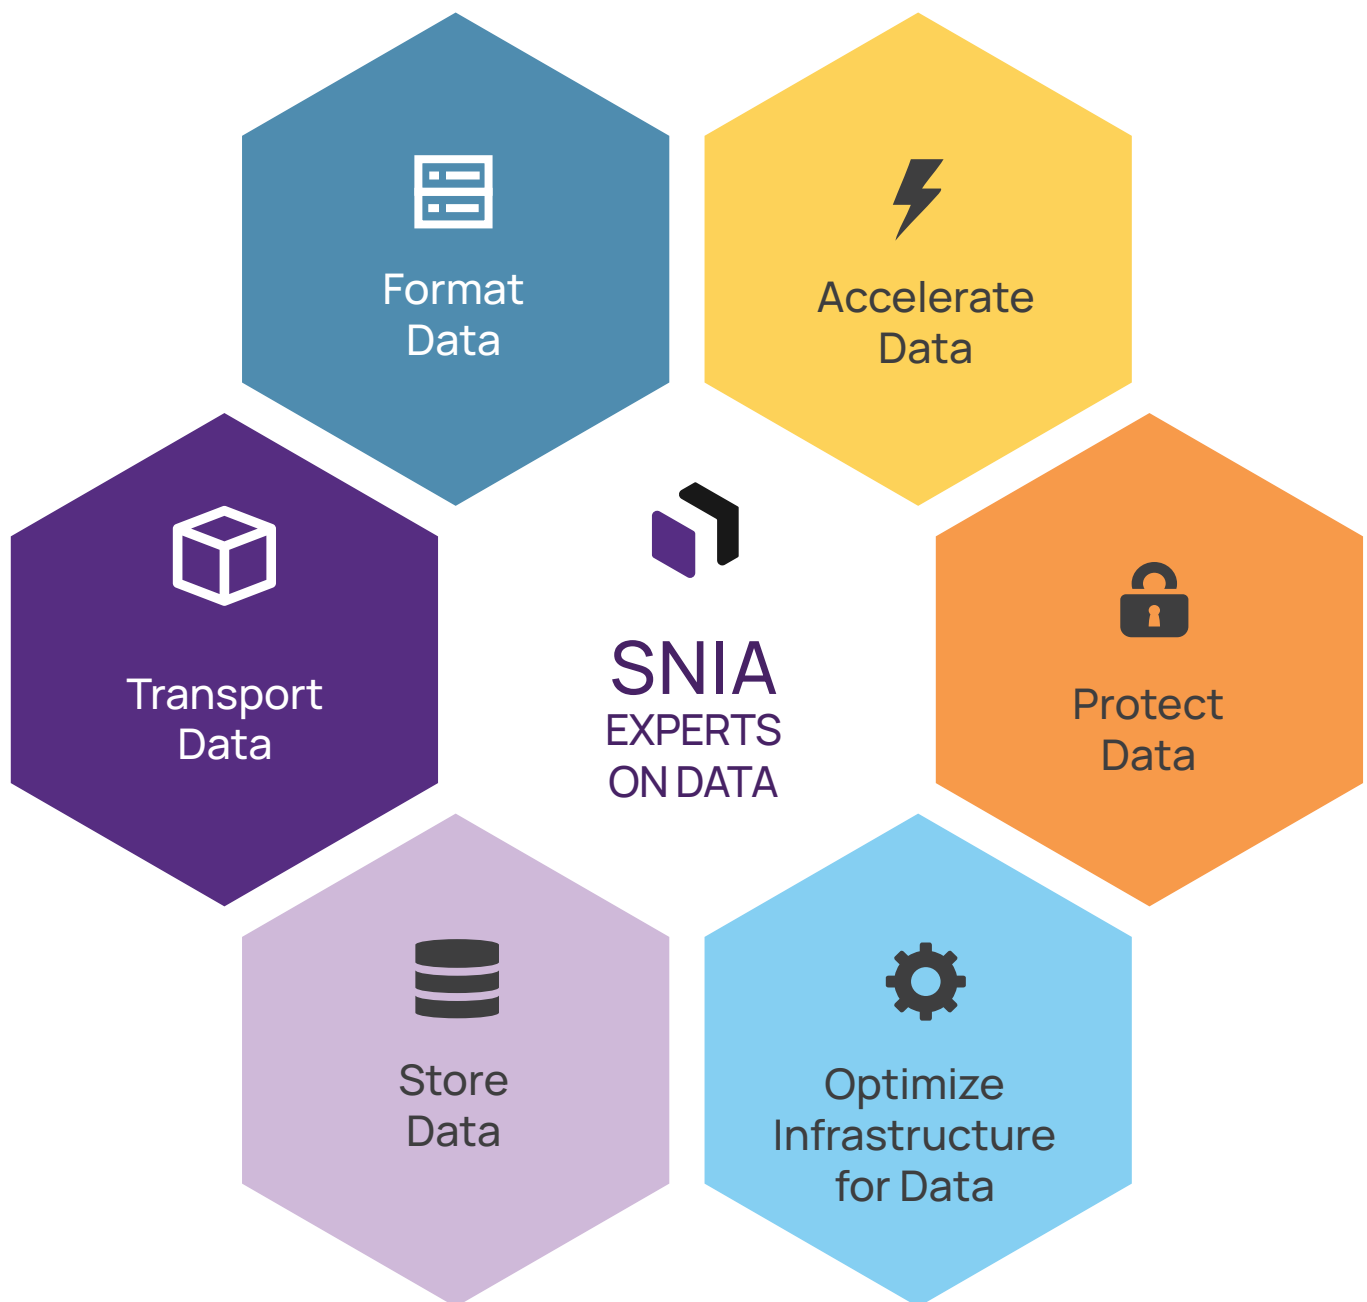 Format
Data
Accelerate
Data
Transport
Data
SNIA
EXPERTS
ON DATA
Protect
Data
Store
Data
Optimize
Infrastructure
for Data